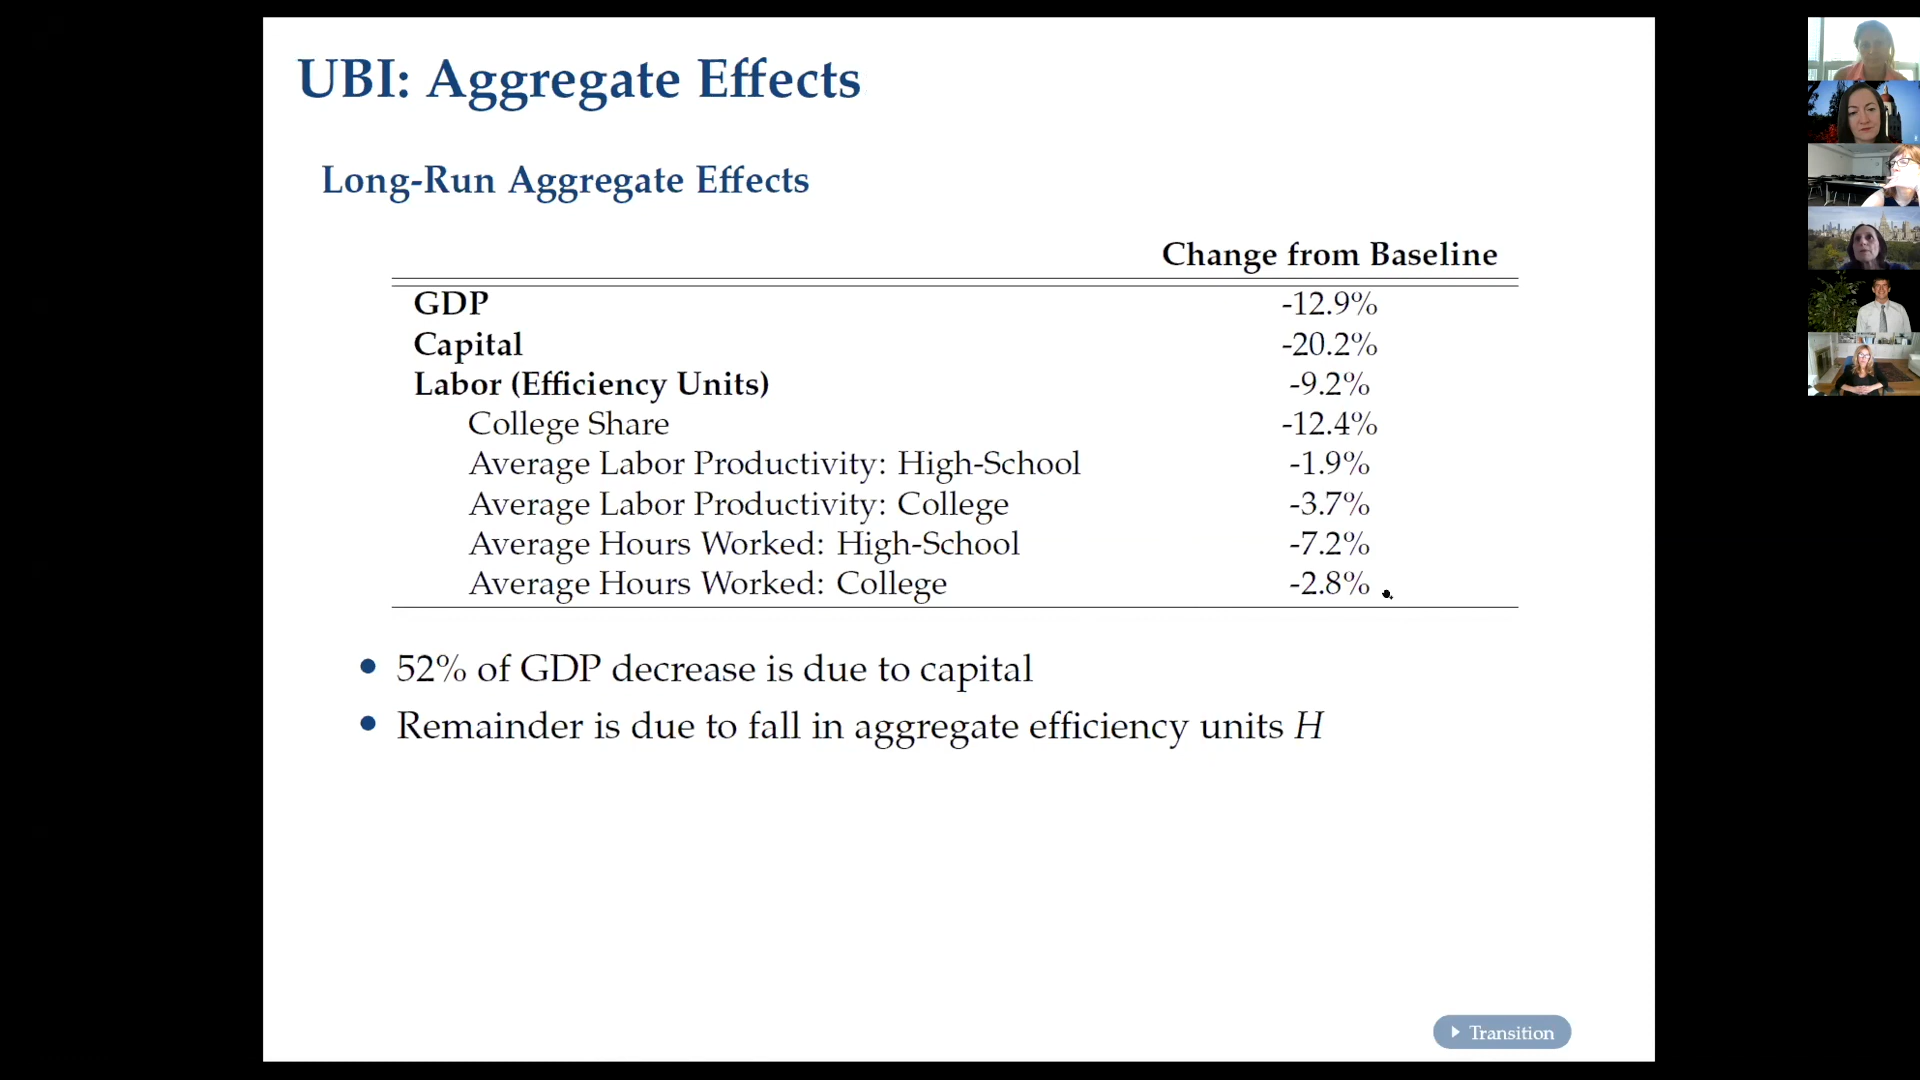 UBI: Aggregate Effects
Long-Run Aggregate Effects
Change from Baseline
GDP -12.9%
Capital -20.2%
Labor (Efficiency Units) -9.2%
College Share -12.4%
Average Labor Productivity: High-School -1.9%
Average Labor Productivity: College -3.7%
Average Hours Worked: High-School -7.2%
Average Hours Worked: College -2.8%
• 52% of GDP decrease is due to capital
• Remainder is due to fall in aggregate efficiency units H
Transition